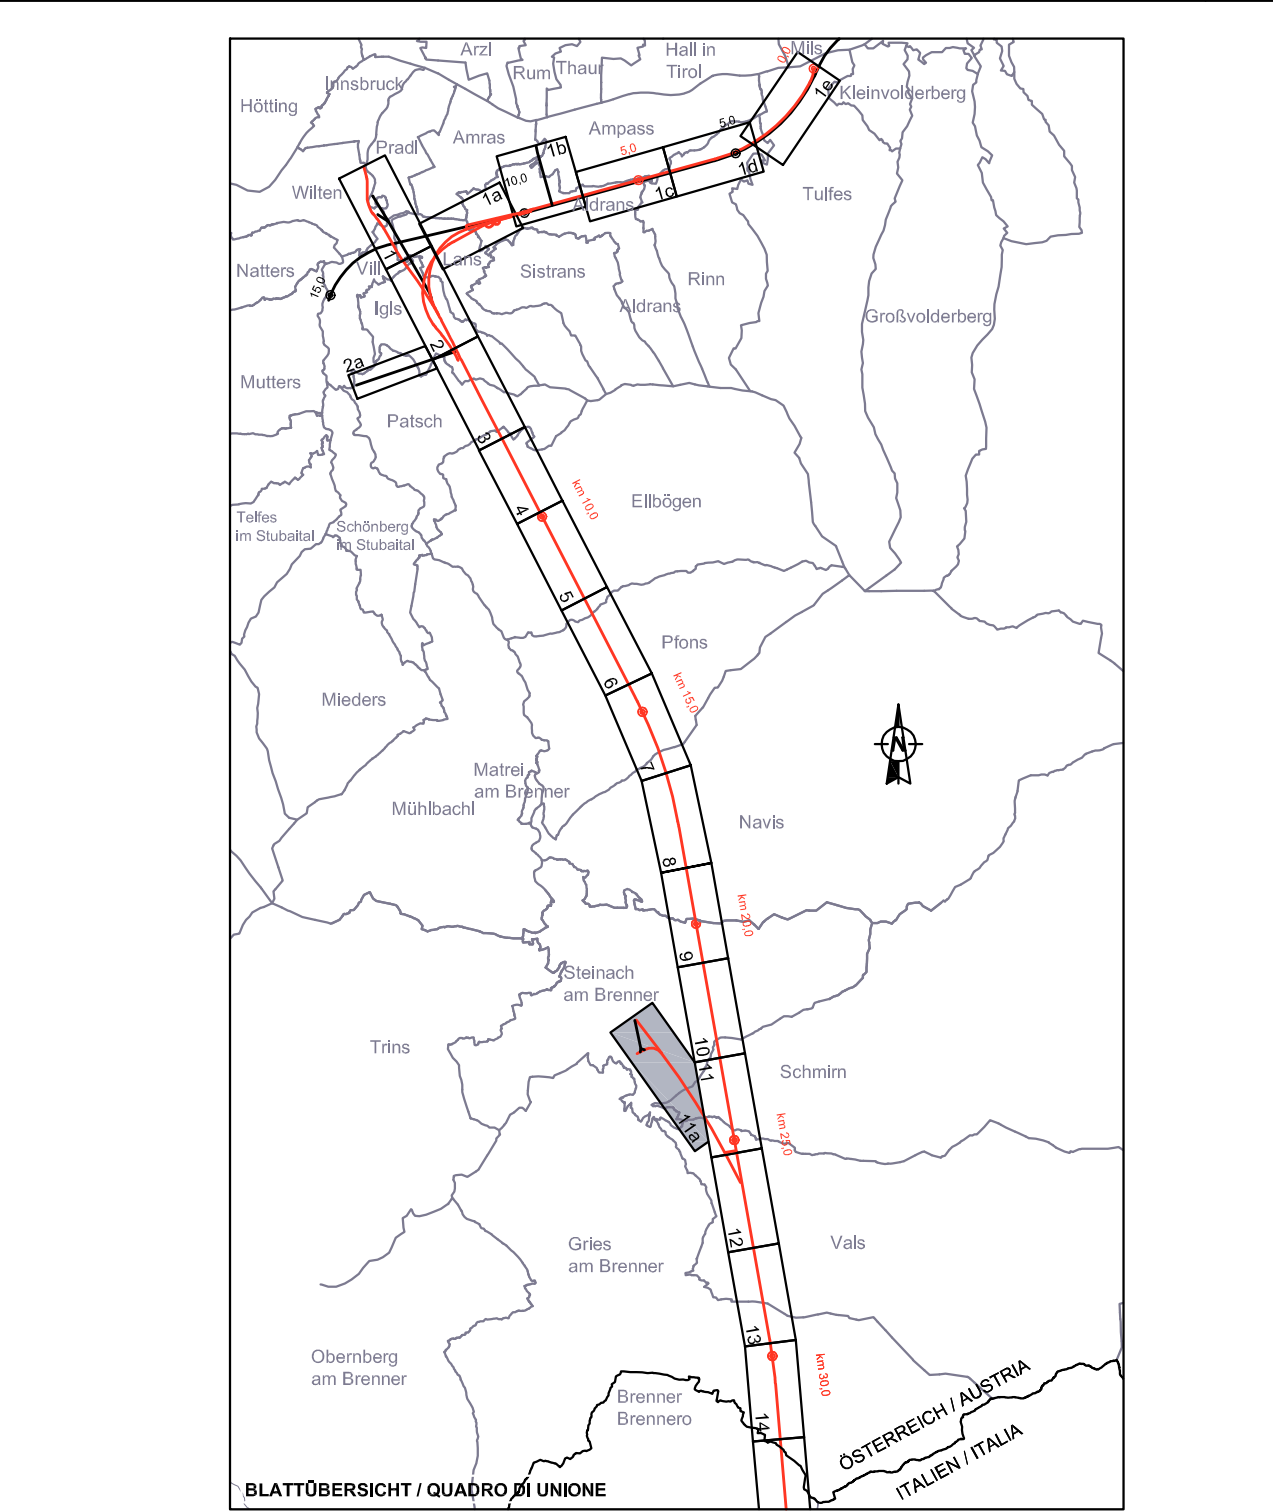 Arzl
Hall in
Tirol
Mils
0,0
Rum
Thaur
Innsbruck
Hötting
1e
Kleinvolderberg
Amras
Ampass
5,0
5,0
Pradl
1b
1d
Wilten
1a
10,0
1c
Aldrans
Tulfes
1
Lans
Natters
Vill
Sistrans
Rinn
15,0
Igls
Aldrans
Großvolderberg
2
2a
Mutters
Patsch
3
4
km 10,0
Ellbögen
Telfes
im Stubaital
Schönberg
im Stubaital
5
Pfons
6
km 15,0
Mieders
N
7
Matrei
am Brenner
Mühlbachl
Navis
8
km 20,0
9
Steinach
am Brenner
Trins
10
11
Schmirn
11a
km 25,0
12
Vals
Gries
am Brenner
13
km 30,0
Obernberg
am Brenner
Brenner
Brennero
14
ÖSTERREICH / AUSTRIA
ITALIEN / ITALIA
BLATTÜBERSICHT / QUADRO DI UNIONE